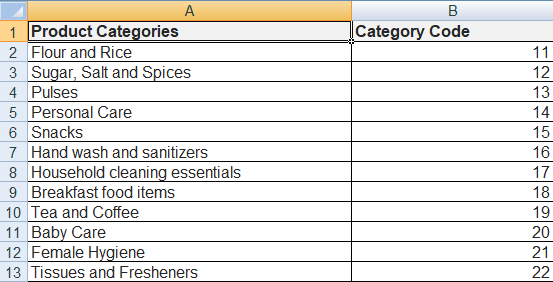 A B
1 Product Categories Category Code
2 Flour and Rice 11
3 Sugar, Salt and Spices 12
4 Pulses 13
5 Personal Care 14
6 Snacks 15
7 Hand wash and sanitizers 16
8 Household cleaning essentials 17
9 Breakfast food items 18
10 Tea and Coffee 19
11 Baby Care 20
12 Female Hygiene 21
13 Tissues and Fresheners 22